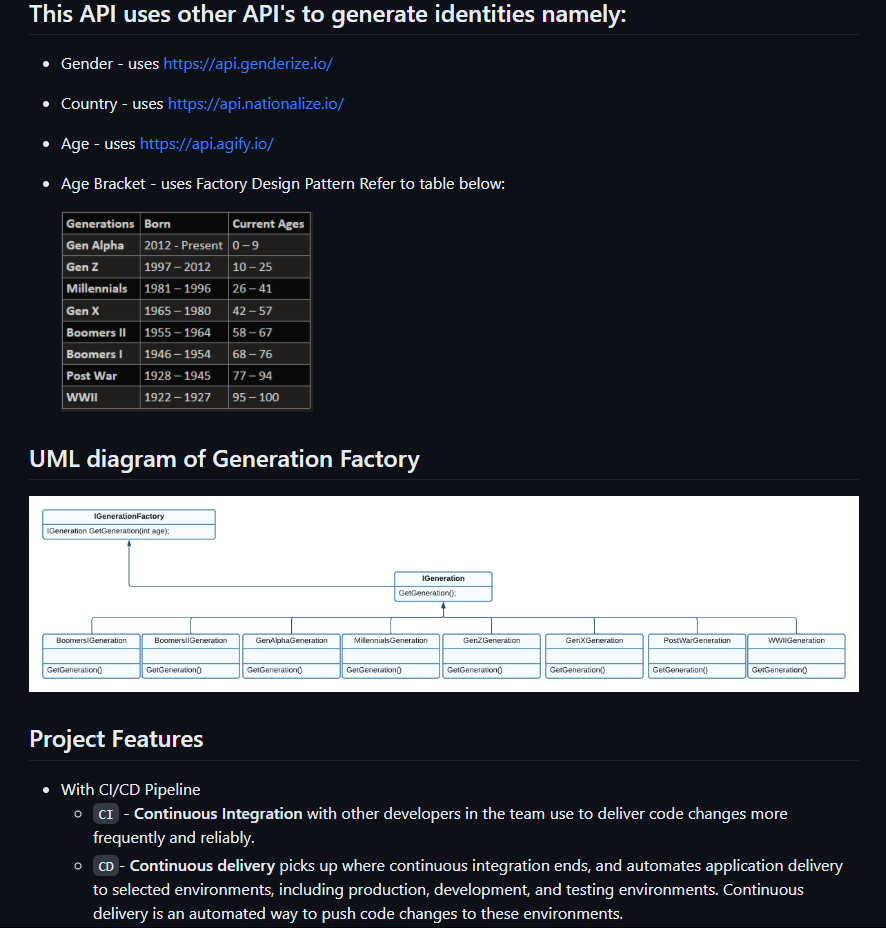 This API uses other API's to generate identities namely:
Gender - uses https://api.genderize.io/
Country - uses https://api.nationalize.io/
Age - uses https://api.agify.io/
Age Bracket - uses Factory Design Pattern Refer to table below:
Generations Born Current Ages
Gen Alpha 2012 - Present 0 – 9
Gen Z 1997 – 2012 10 – 25
Millennials 1981 – 1996 26 – 41
Gen X 1965 – 1980 42 – 57
Boomers II 1955 – 1964 58 – 67
Boomers I 1946 – 1954 68 – 76
Post War 1928 – 1945 77 – 94
WWII 1922 – 1927 95 – 100
UML diagram of Generation Factory
IGenerationFactory
IGeneration GetGeneration(int age);
IGeneration
GetGeneration();
BoomersIGeneration BoomersIIGeneration GenAlphaGeneration MillennialsGeneration GenZGeneration GenXGeneration PostWarGeneration WWIIGeneration
GetGeneration() GetGeneration() GetGeneration() GetGeneration() GetGeneration() GetGeneration() GetGeneration() GetGeneration()
Project Features
With CI/CD Pipeline
CI - Continuous Integration with other developers in the team use to deliver code changes more
frequently and reliably.
CD - Continuous delivery picks up where continuous integration ends, and automates application delivery
to selected environments, including production, development, and testing environments. Continuous
delivery is an automated way to push code changes to these environments.